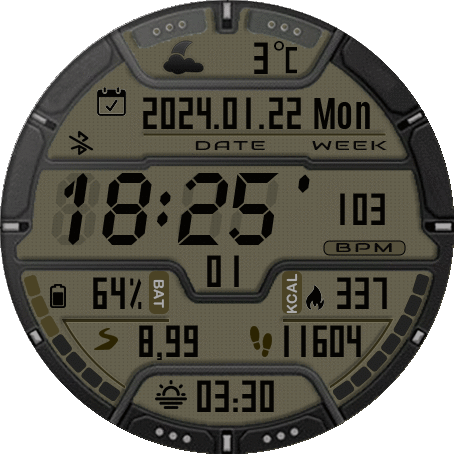 3°C
2024.01.22 Mon
DATE WEEK
18:25' 103
BPM
01
64% BAT KCAL 337
8,99 11604
03:30